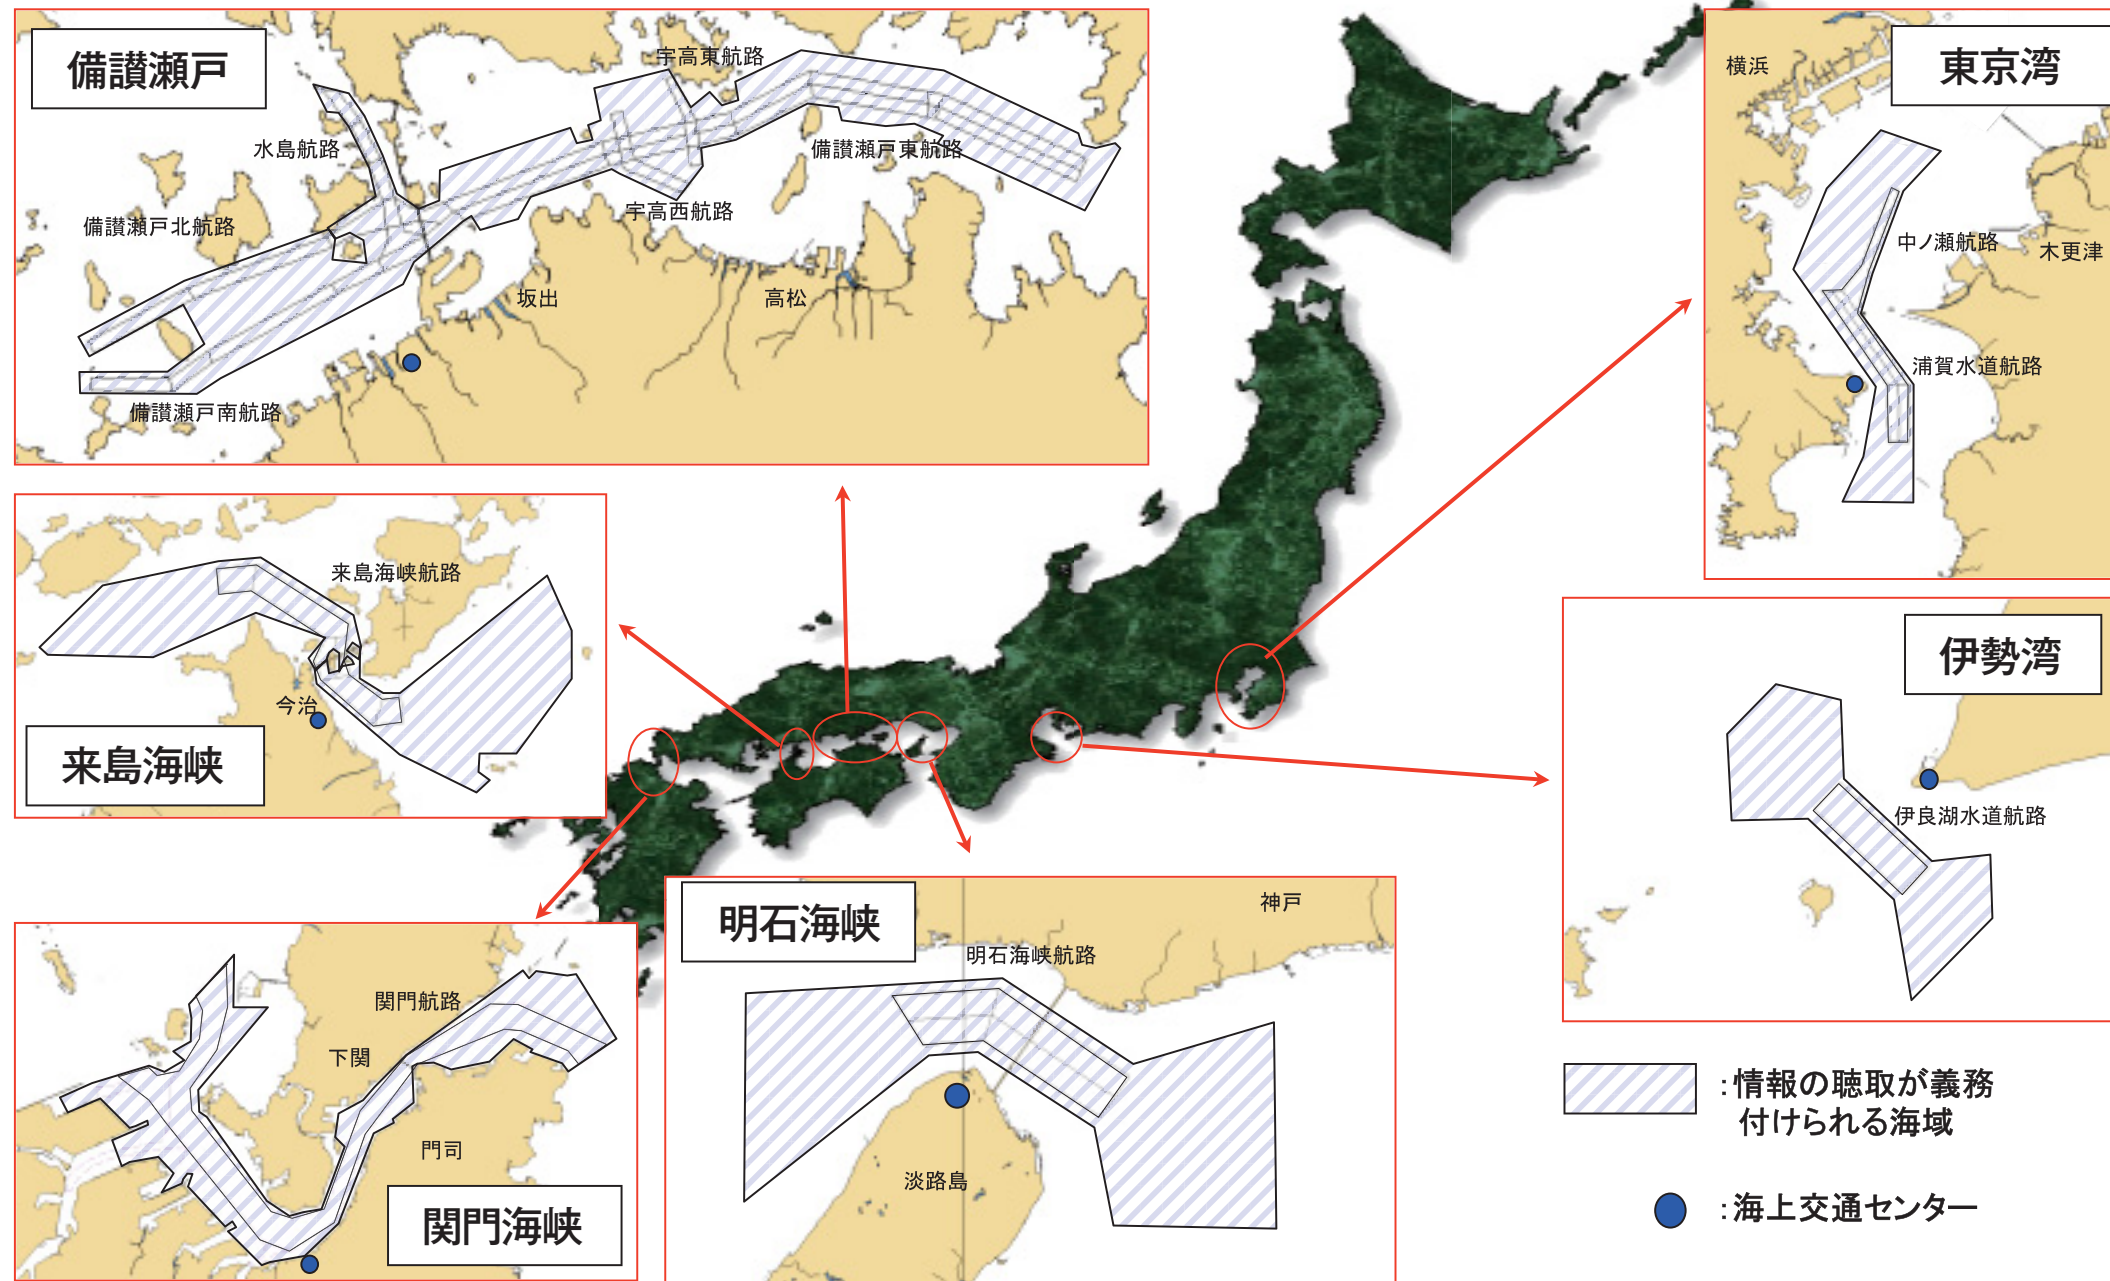 備讃瀬戸
宇高東航路
水島航路
備讃瀬戸東航路
宇高西航路
備讃瀬戸北航路
坂出
高松
備讃瀬戸南航路
東京湾
横浜
中ノ瀬航路
木更津
浦賀水道航路
来島海峡航路
今治
来島海峡
伊勢湾
伊良湖水道航路
関門航路
下関
門司
関門海峡
明石海峡
神戸
明石海峡航路
淡路島
:情報の聴取が義務
付けられる海域
:海上交通センター